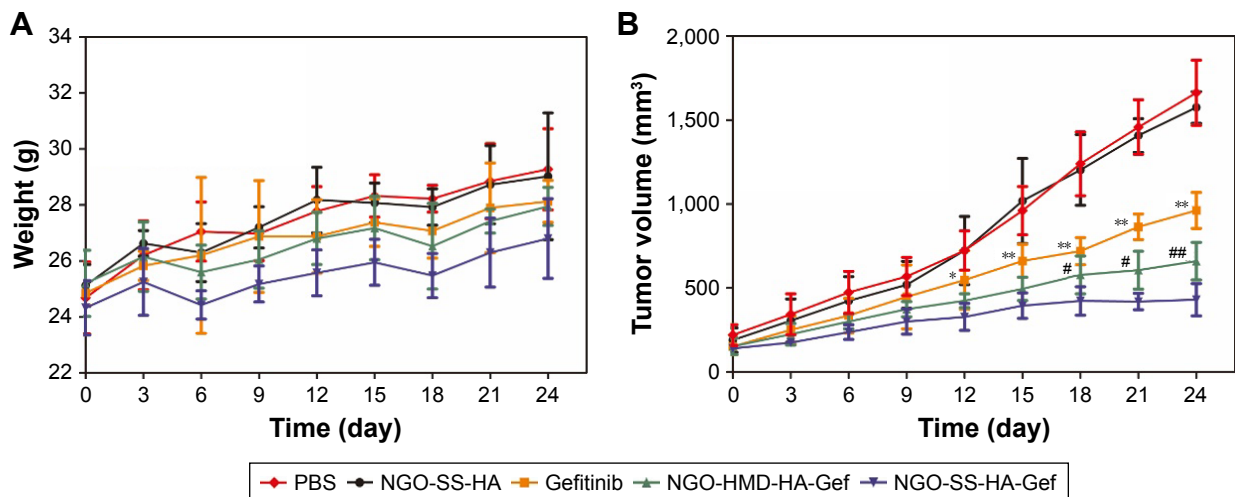 A
34
32
30
28
26
24
22
Weight (g)
0 3 6 9 12 15 18 21 24
Time (day)
B
2,000
1,500
1,000
500
0
Tumor volume (mm³)
* ** ** ** **
# # ##
0 3 6 9 12 15 18 21 24
Time (day)
PBS NGO-SS-HA Gefitinib NGO-HMD-HA-Gef NGO-SS-HA-Gef